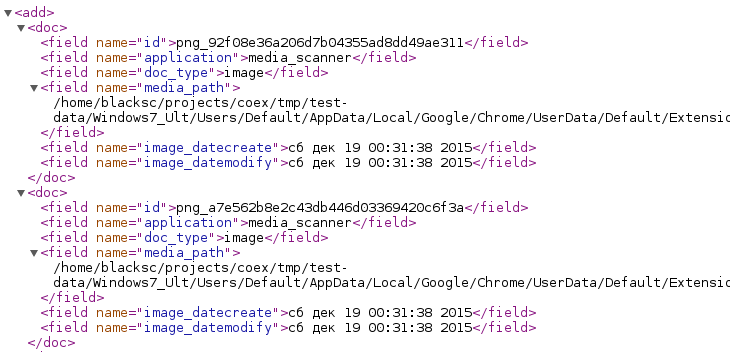 ▼<add>
▼<doc>
<field name="id">png_92f08e36a206d7b04355ad8dd49ae311</field>
<field name="application">media_scanner</field>
<field name="doc_type">image</field>
▼<field name="media_path">
/home/blacksc/projects/coex/tmp/test-
data/Windows7_Ult/Users/Default/AppData/Local/Google/Chrome/UserData/Default/Extensio
</field>
<field name="image_datecreate">сб дек 19 00:31:38 2015</field>
<field name="image_datemodify">сб дек 19 00:31:38 2015</field>
</doc>
▼<doc>
<field name="id">png_a7e562b8e2c43db446d03369420c6f3a</field>
<field name="application">media_scanner</field>
<field name="doc_type">image</field>
▼<field name="media_path">
/home/blacksc/projects/coex/tmp/test-
data/Windows7_Ult/Users/Default/AppData/Local/Google/Chrome/UserData/Default/Extensio
</field>
<field name="image_datecreate">сб дек 19 00:31:38 2015</field>
<field name="image_datemodify">сб дек 19 00:31:38 2015</field>
</doc>